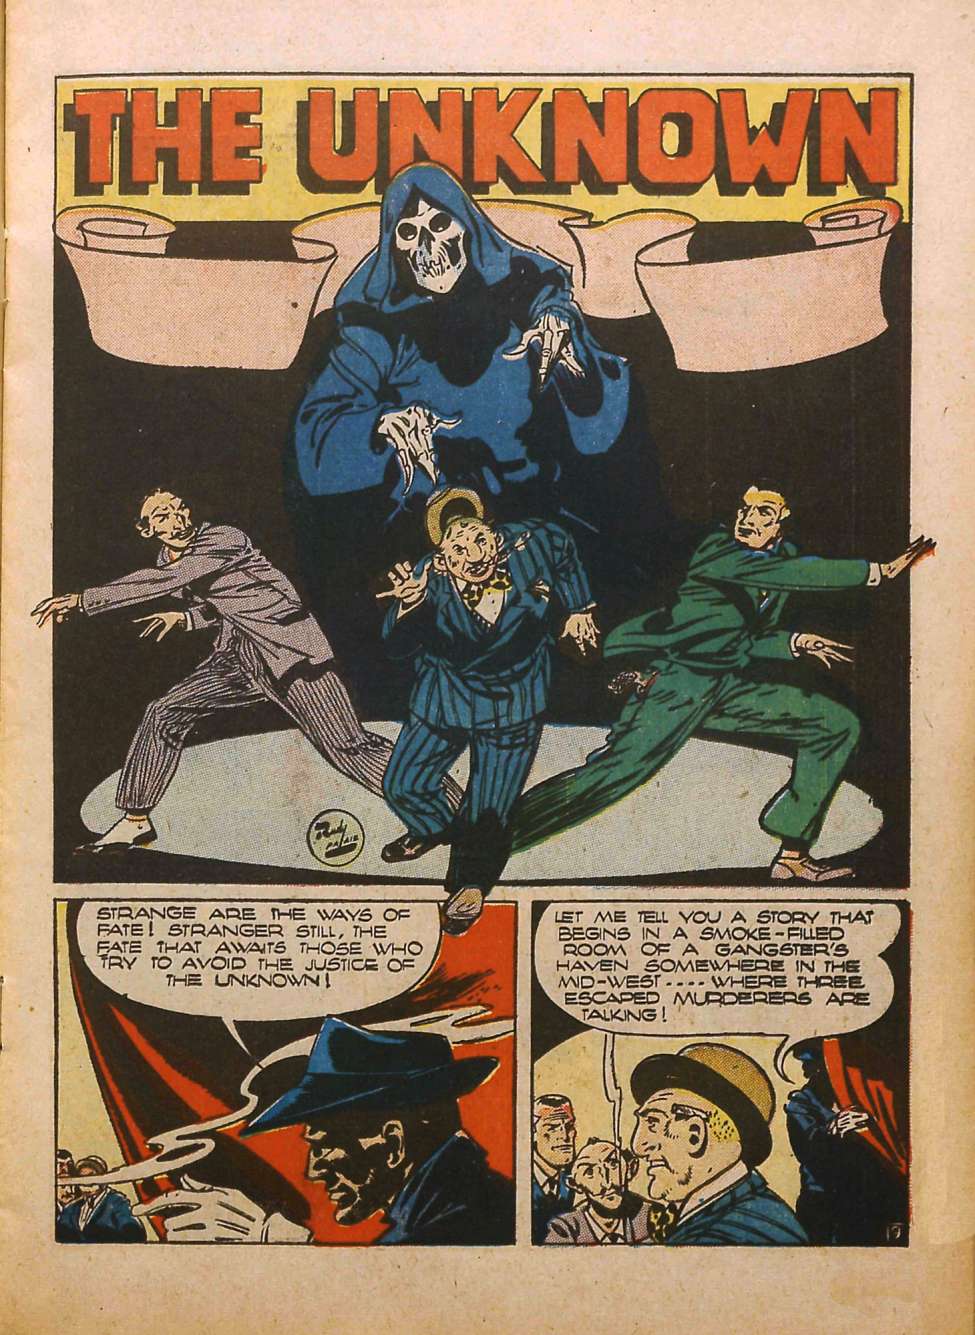 THE UNKNOWN
Rudy
PALAIS
STRANGE ARE THE WAYS OF
FATE! STRANGER STILL, THE
FATE THAT AWAITS THOSE WHO
TRY TO AVOID THE JUSTICE OF
THE UNKNOWN!
LET ME TELL YOU A STORY THAT
BEGINS IN A SMOKE-FILLED
ROOM OF A GANGSTER'S
HAVEN SOMEWHERE IN THE
MID-WEST .... WHERE THREE
ESCAPED MURDERERS ARE
TALKING!